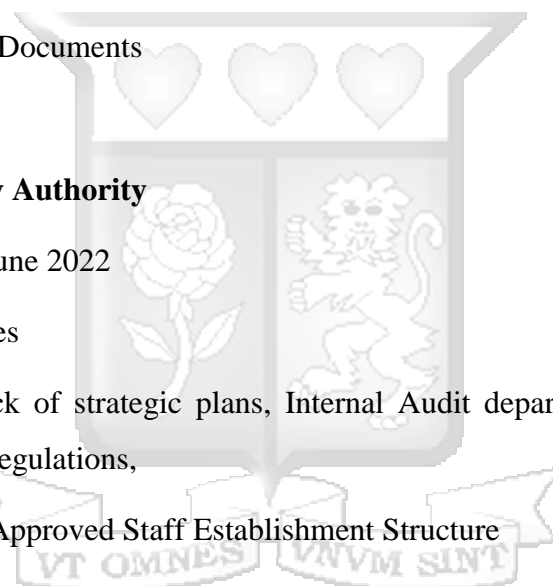 Documents
Authority
une 2022
es
ck of strategic plans, Internal Audit depar
egulations,
Approved Staff Establishment Structure
VT OMNES VNVM SINT